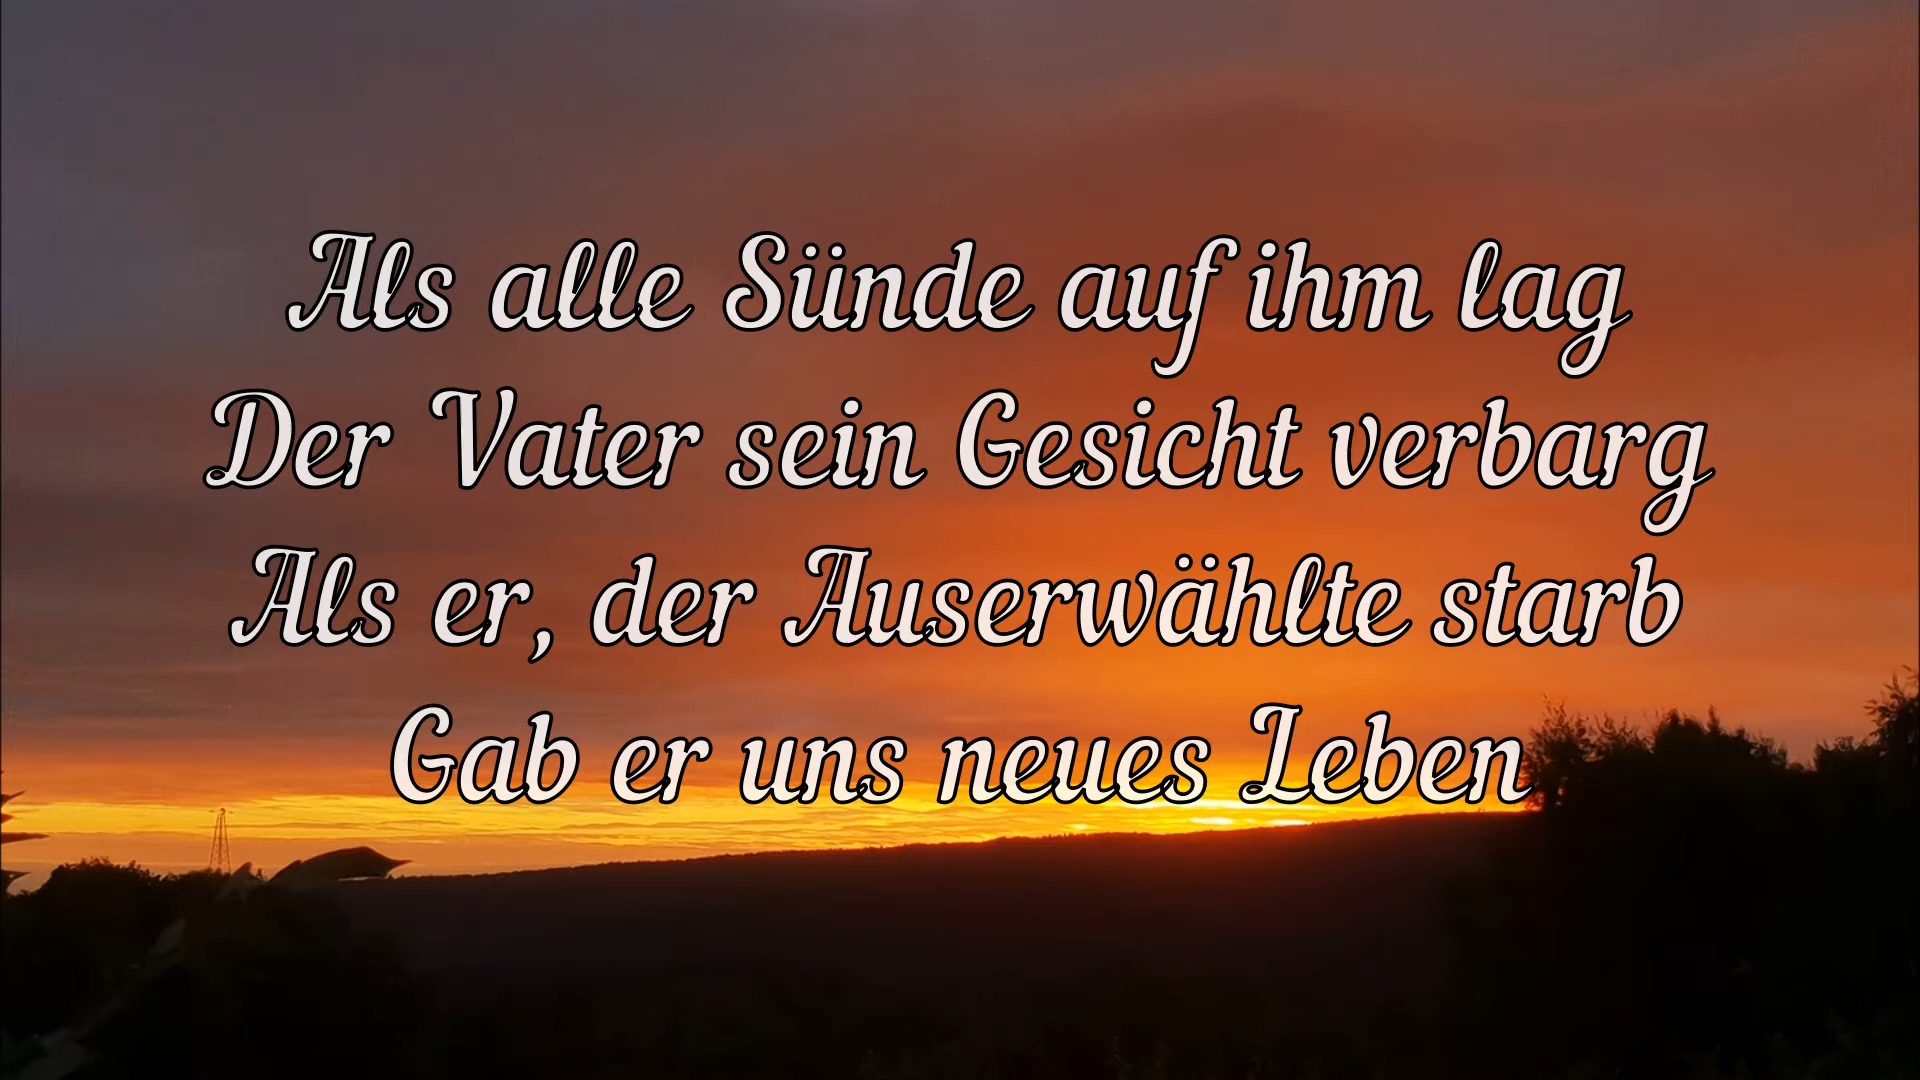 Als alle Sünde auf ihm lag
Der Vater sein Gesicht verbarg
Als er, der Auserwählte starb
Gab er uns neues Leben